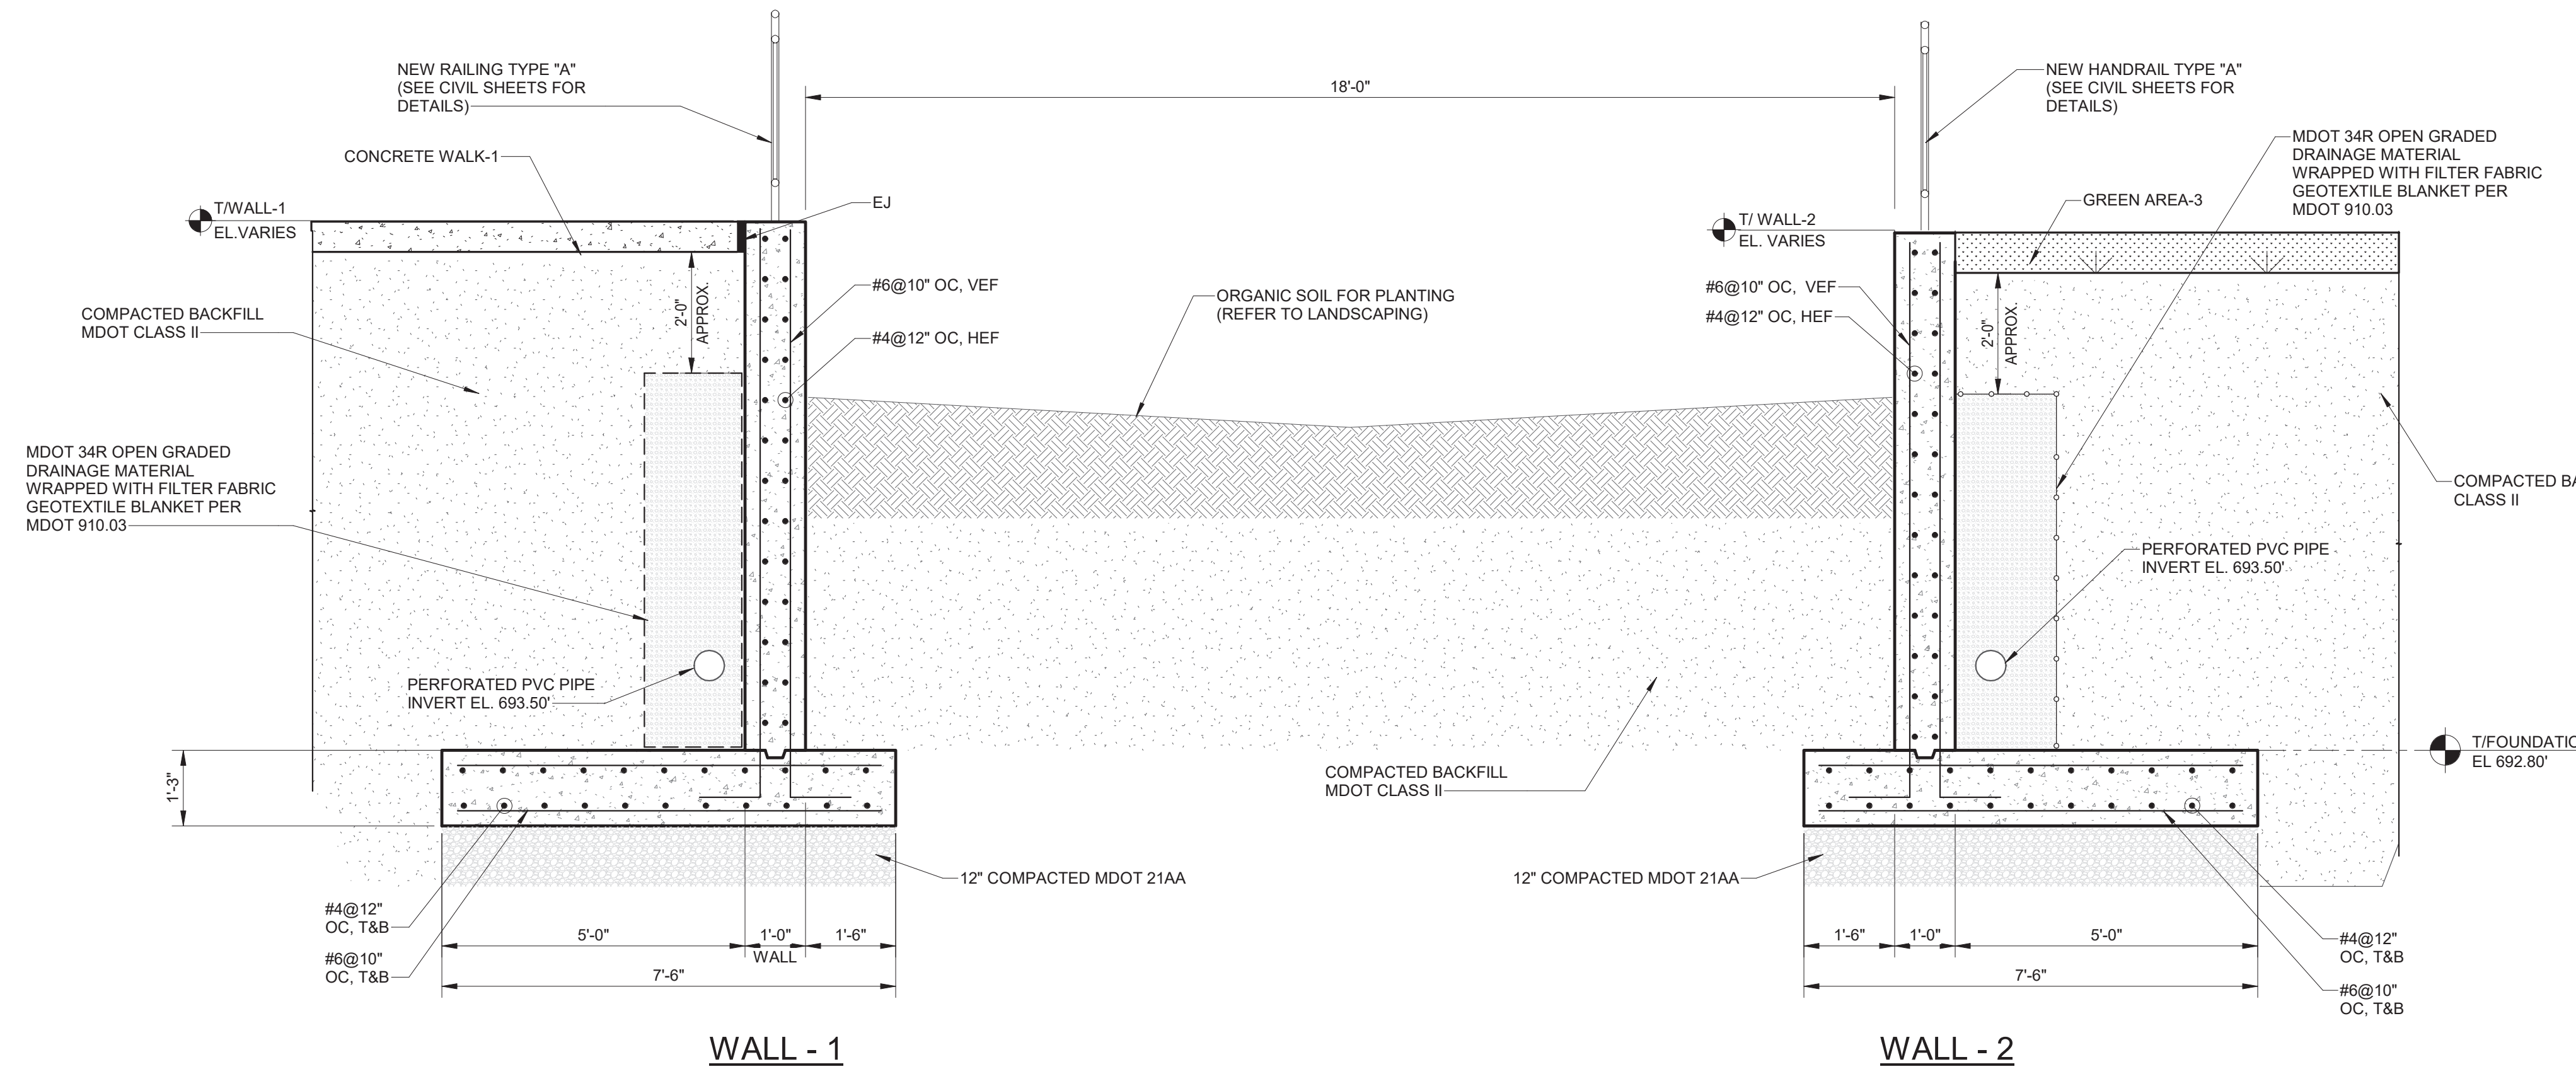 NEW RAILING TYPE "A"
(SEE CIVIL SHEETS FOR
DETAILS)
CONCRETE WALK-1
T/WALL-1
EL.VARIES
EJ
2'-0"
APPROX.
#6@10" OC, VEF
#4@12" OC, HEF
COMPACTED BACKFILL
MDOT CLASS II
MDOT 34R OPEN GRADED
DRAINAGE MATERIAL
WRAPPED WITH FILTER FABRIC
GEOTEXTILE BLANKET PER
MDOT 910.03
PERFORATED PVC PIPE
INVERT EL. 693.50'
1'-3"
#4@12"
OC, T&B
#6@10"
OC, T&B
12" COMPACTED MDOT 21AA
5'-0"
1'-0"
WALL
1'-6"
7'-6"
WALL - 1
18'-0"
ORGANIC SOIL FOR PLANTING
(REFER TO LANDSCAPING)
COMPACTED BACKFILL
MDOT CLASS II
NEW HANDRAIL TYPE "A"
(SEE CIVIL SHEETS FOR
DETAILS)
MDOT 34R OPEN GRADED
DRAINAGE MATERIAL
WRAPPED WITH FILTER FABRIC
GEOTEXTILE BLANKET PER
MDOT 910.03
GREEN AREA-3
T/ WALL-2
EL. VARIES
#6@10" OC, VEF
#4@12" OC, HEF
2'-0"
APPROX.
COMPACTED
CLASS II
PERFORATED PVC PIPE
INVERT EL. 693.50'
EL 692.80'
12" COMPACTED MDOT 21AA
1'-6"
1'-0"
5'-0"
7'-6"
#4@12"
OC, T&B
#6@10"
OC, T&B
WALL - 2